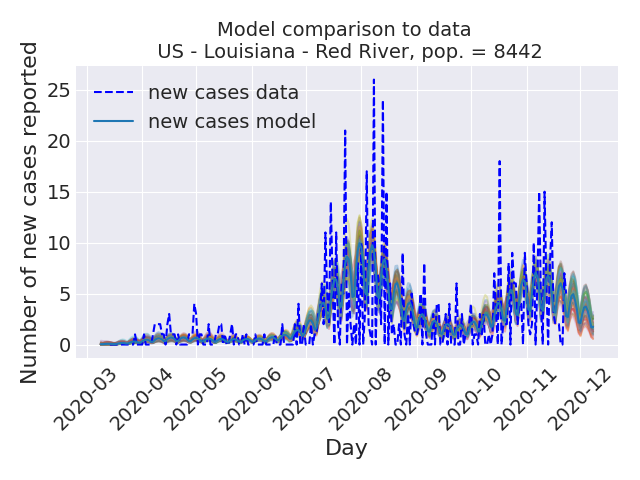 Model comparison to data
US - Louisiana - Red River, pop. = 8442
Number of new cases reported
25
20
15
10
5
0
new cases data
new cases model
2020-03
2020-04
2020-05
2020-06
2020-07
2020-08
2020-09
2020-10
2020-11
2020-12
Day